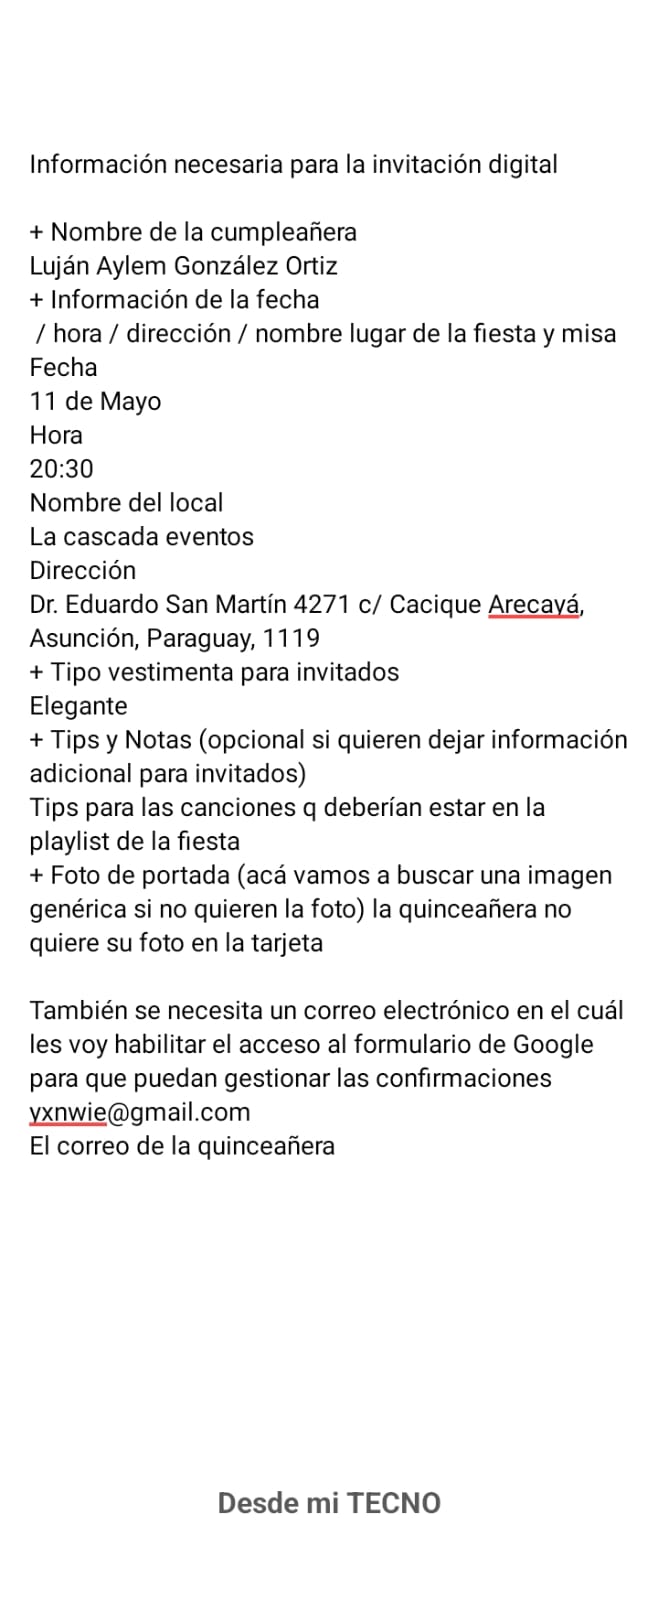 Información necesaria para la invitación digital
+ Nombre de la cumpleañera
Luján Aylem González Ortiz
+ Información de la fecha
/ hora / dirección / nombre lugar de la fiesta y misa
Fecha
11 de Mayo
Hora
20:30
Nombre del local
La cascada eventos
Dirección
Dr. Eduardo San Martín 4271 c/ Cacique Arecayá,
Asunción, Paraguay, 1119
+ Tipo vestimenta para invitados
Elegante
+ Tips y Notas (opcional si quieren dejar información
adicional para invitados)
Tips para las canciones q deberían estar en la
playlist de la fiesta
+ Foto de portada (acá vamos a buscar una imagen
genérica si no quieren la foto) la quinceañera no
quiere su foto en la tarjeta
También se necesita un correo electrónico en el cuál
les voy habilitar el acceso al formulario de Google
para que puedan gestionar las confirmaciones
yxnwie@gmail.com
El correo de la quinceañera
Desde mi TECNO